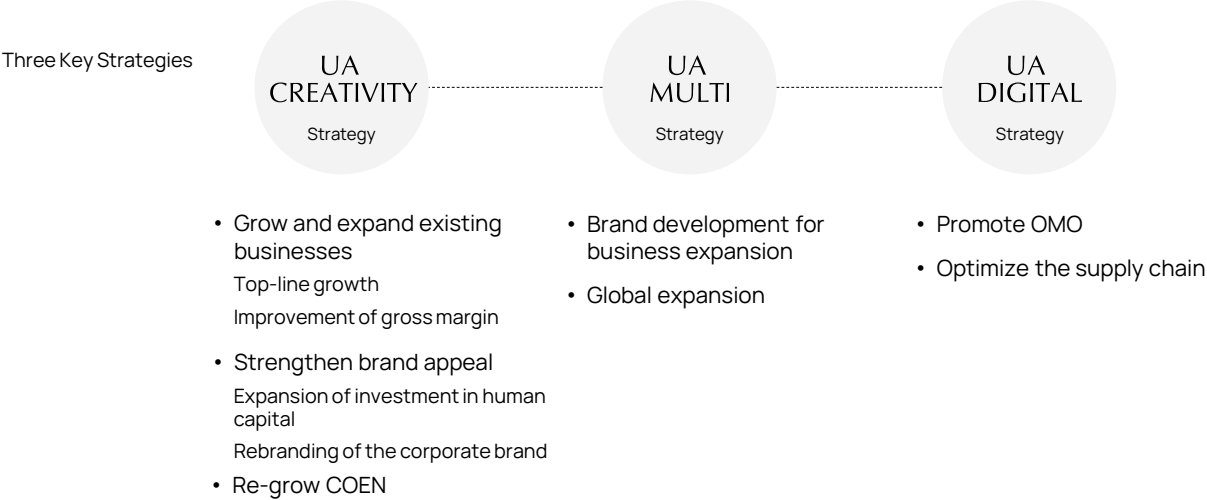 Three Key Strategies
UA
CREATIVITY
Strategy
UA
MULTI
Strategy
UA
DIGITAL
Strategy
• Grow and expand existing
businesses
Top-line growth
Improvement of gross margin
• Strengthen brand appeal
Expansion of investment in human
capital
Rebranding of the corporate brand
• Re-grow COEN
• Brand development for
business expansion
• Global expansion
• Promote OMO
• Optimize the supply chain